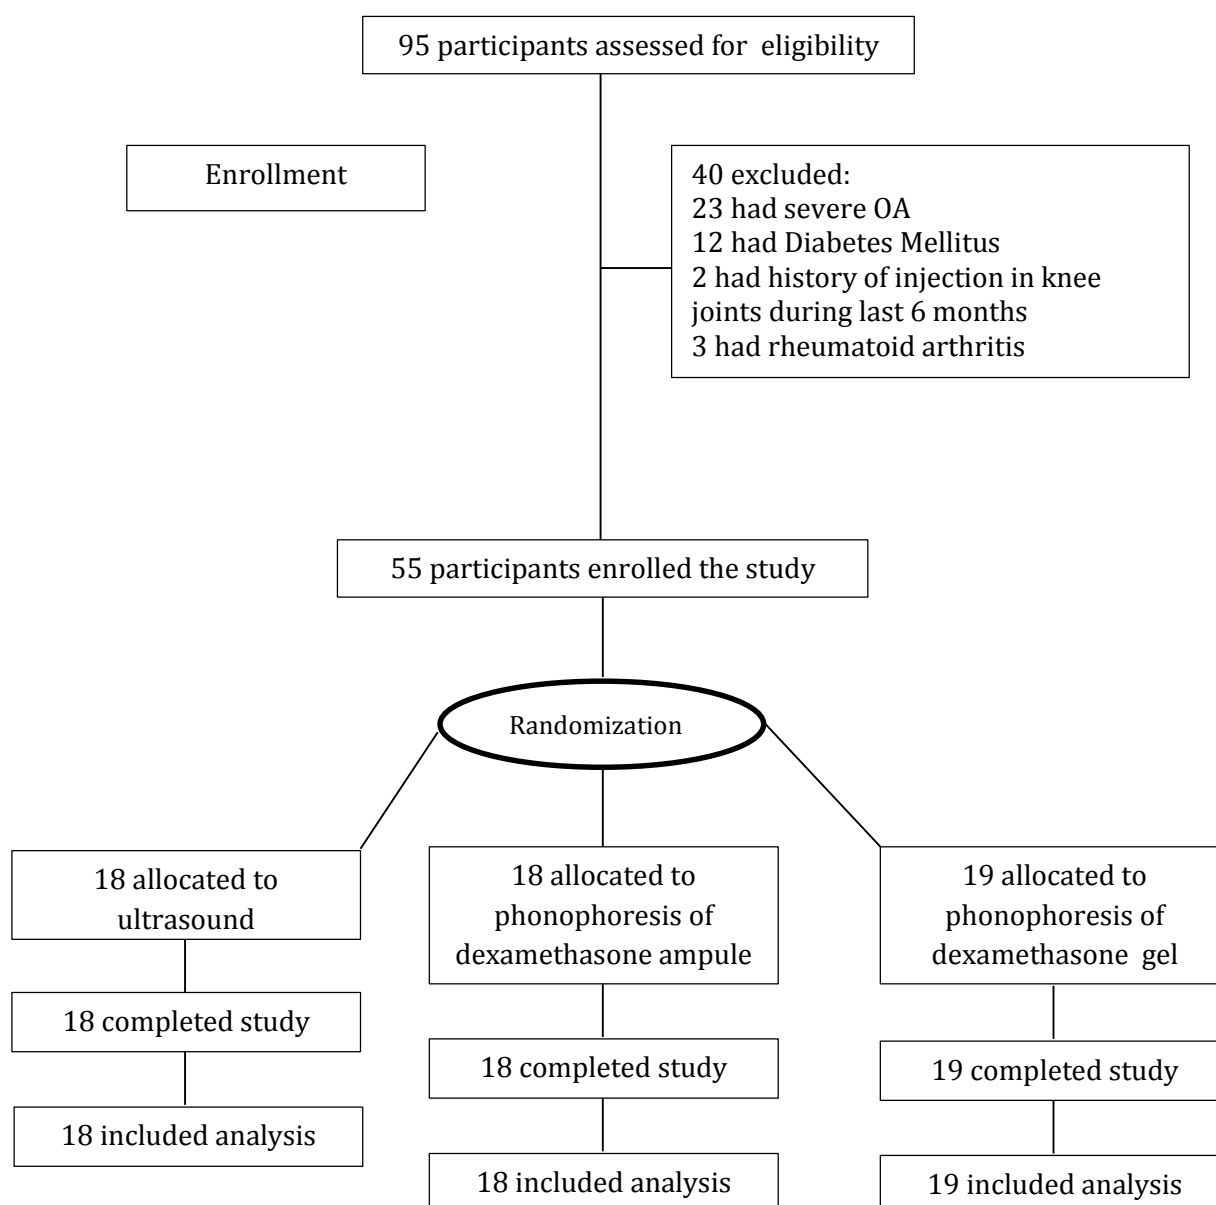 95 participants assessed for eligibility
Enrollment
40 excluded:
23 had severe OA
12 had Diabetes Mellitus
2 had history of injection in knee
joints during last 6 months
3 had rheumatoid arthritis
55 participants enrolled the study
Randomization
18 allocated to
ultrasound
18 allocated to
phonophoresis of
dexamethasone ampule
19 allocated to
phonophoresis of
dexamethasone gel
18 completed study
18 completed study
19 completed study
18 included analysis
18 included analysis
19 included analysis